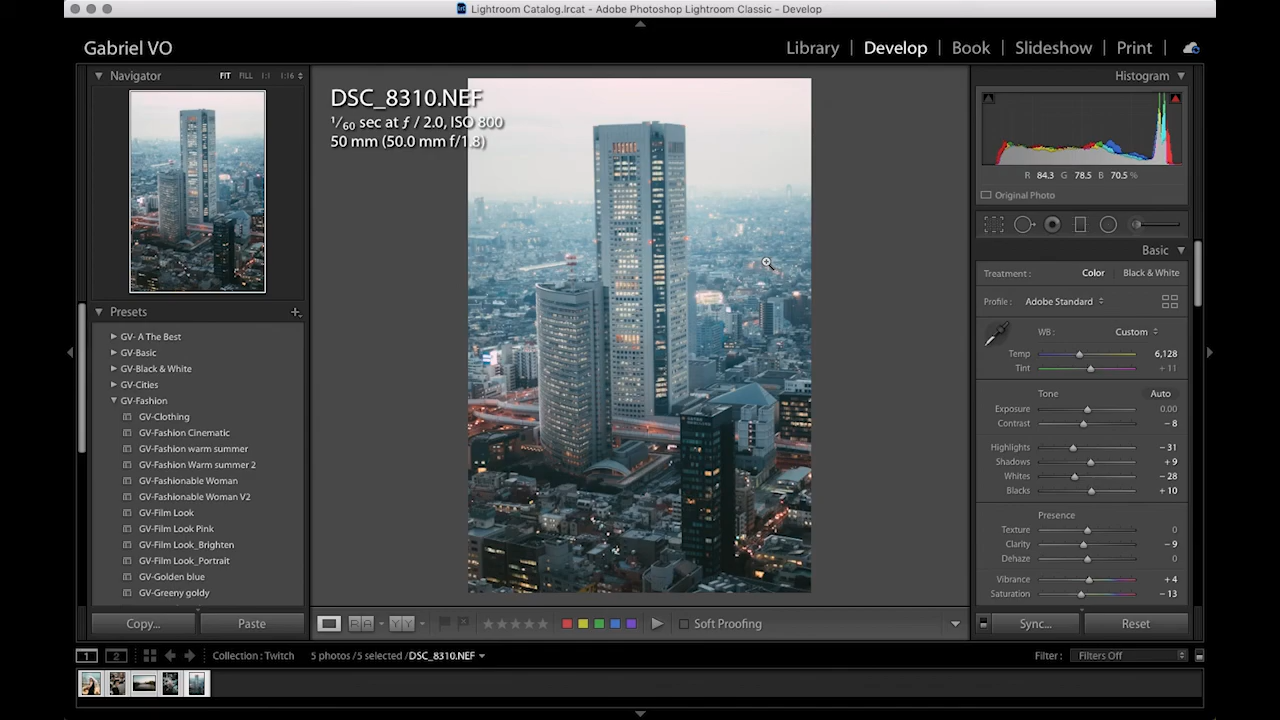 Lightroom Catalog.lrcat - Adobe Photoshop Lightroom Classic - Develop
Gabriel VO
Library | Develop | Book | Slideshow | Print |
Navigator FIT FILL 1:1 1:16
Presets +
GV- A The Best
GV-Basic
GV-Black & White
GV-Cities
GV-Fashion
GV-Clothing
GV-Fashion Cinematic
GV-Fashion warm summer
GV-Fashion Warm summer 2
GV-Fashionable Woman
GV-Fashionable Woman V2
GV-Film Look
GV-Film Look Pink
GV-Film Look_Brighten
GV-Film Look_Portrait
GV-Golden blue
GV-Greeny goldy
Copy... Paste
DSC_8310.NEF
1/60 sec at ƒ / 2.0, ISO 800
50 mm (50.0 mm f/1.8)
Histogram
R 84.3 G 78.5 B 70.5 %
Original Photo
Basic
Treatment : Color Black & White
Profile : Adobe Standard
WB : Custom
Temp 6,128
Tint + 11
Tone Auto
Exposure 0.00
Contrast – 8
Highlights – 31
Shadows + 9
Whites – 28
Blacks + 10
Presence
Texture 0
Clarity – 9
Dehaze 0
Vibrance + 4
Saturation – 13
Sync... Reset
R A Y Y Soft Proofing
1 2 Collection : Twitch 5 photos / 5 selected / DSC_8310.NEF Filter : Filters Off